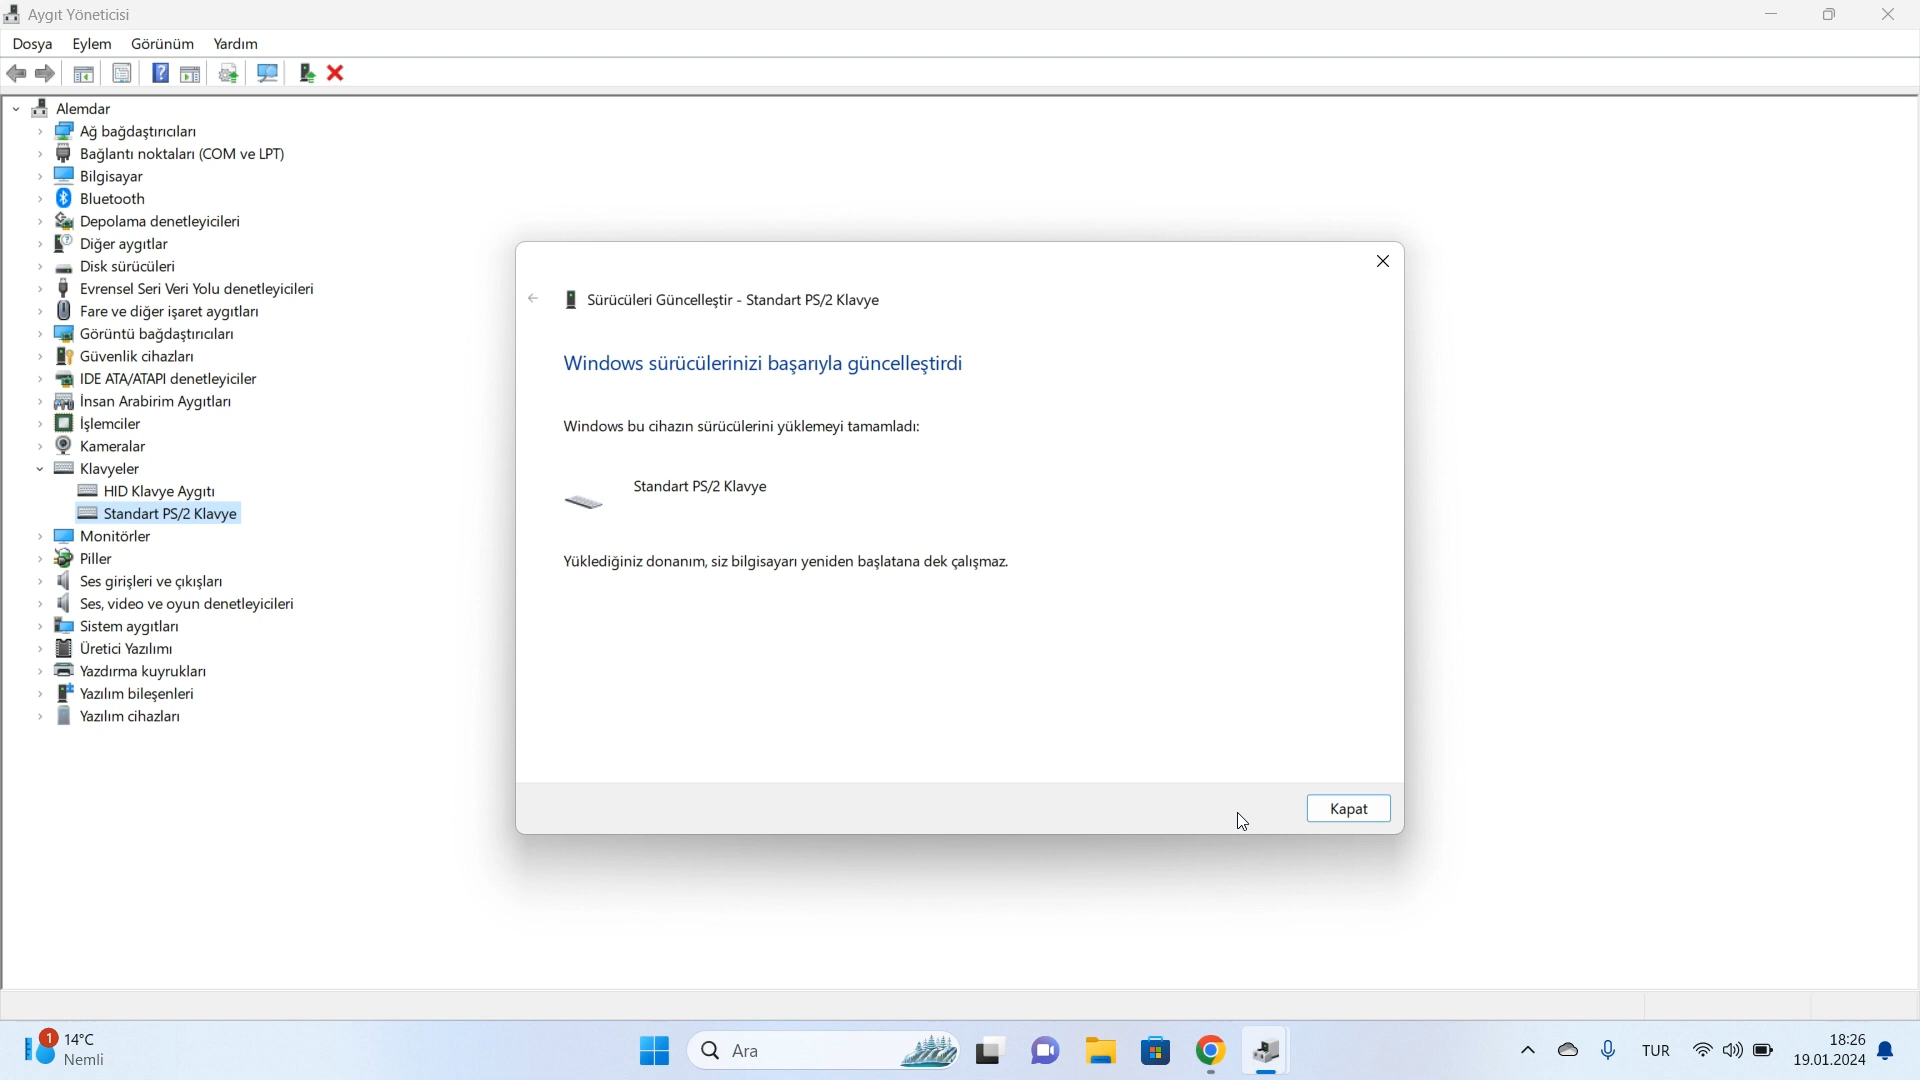 Aygıt Yöneticisi
Dosya Eylem Görünüm Yardım
Alemdar
Ağ bağdaştırıcıları
Bağlantı noktaları (COM ve LPT)
Bilgisayar
Bluetooth
Depolama denetleyicileri
Diğer aygıtlar
Disk sürücüleri
Evrensel Seri Veri Yolu denetleyicileri
Fare ve diğer işaret aygıtları
Görüntü bağdaştırıcıları
Güvenlik cihazları
IDE ATA/ATAPI denetleyiciler
İnsan Arabirim Aygıtları
İşlemciler
Kameralar
Klavyeler
HID Klavye Aygıtı
Standart PS/2 Klavye
Monitörler
Piller
Ses girişleri ve çıkışları
Ses, video ve oyun denetleyicileri
Sistem aygıtları
Üretici Yazılımı
Yazdırma kuyrukları
Yazılım bileşenleri
Yazılım cihazları
Sürücüleri Güncelleştir - Standart PS/2 Klavye
Windows sürücülerinizi başarıyla güncelleştirdi
Windows bu cihazın sürücülerini yüklemeyi tamamladı:
Standart PS/2 Klavye
Yüklediğiniz donanım, siz bilgisayarı yeniden başlatana dek çalışmaz.
Kapat
1
14°C
Nemli
Ara
TUR
18:26
19.01.2024